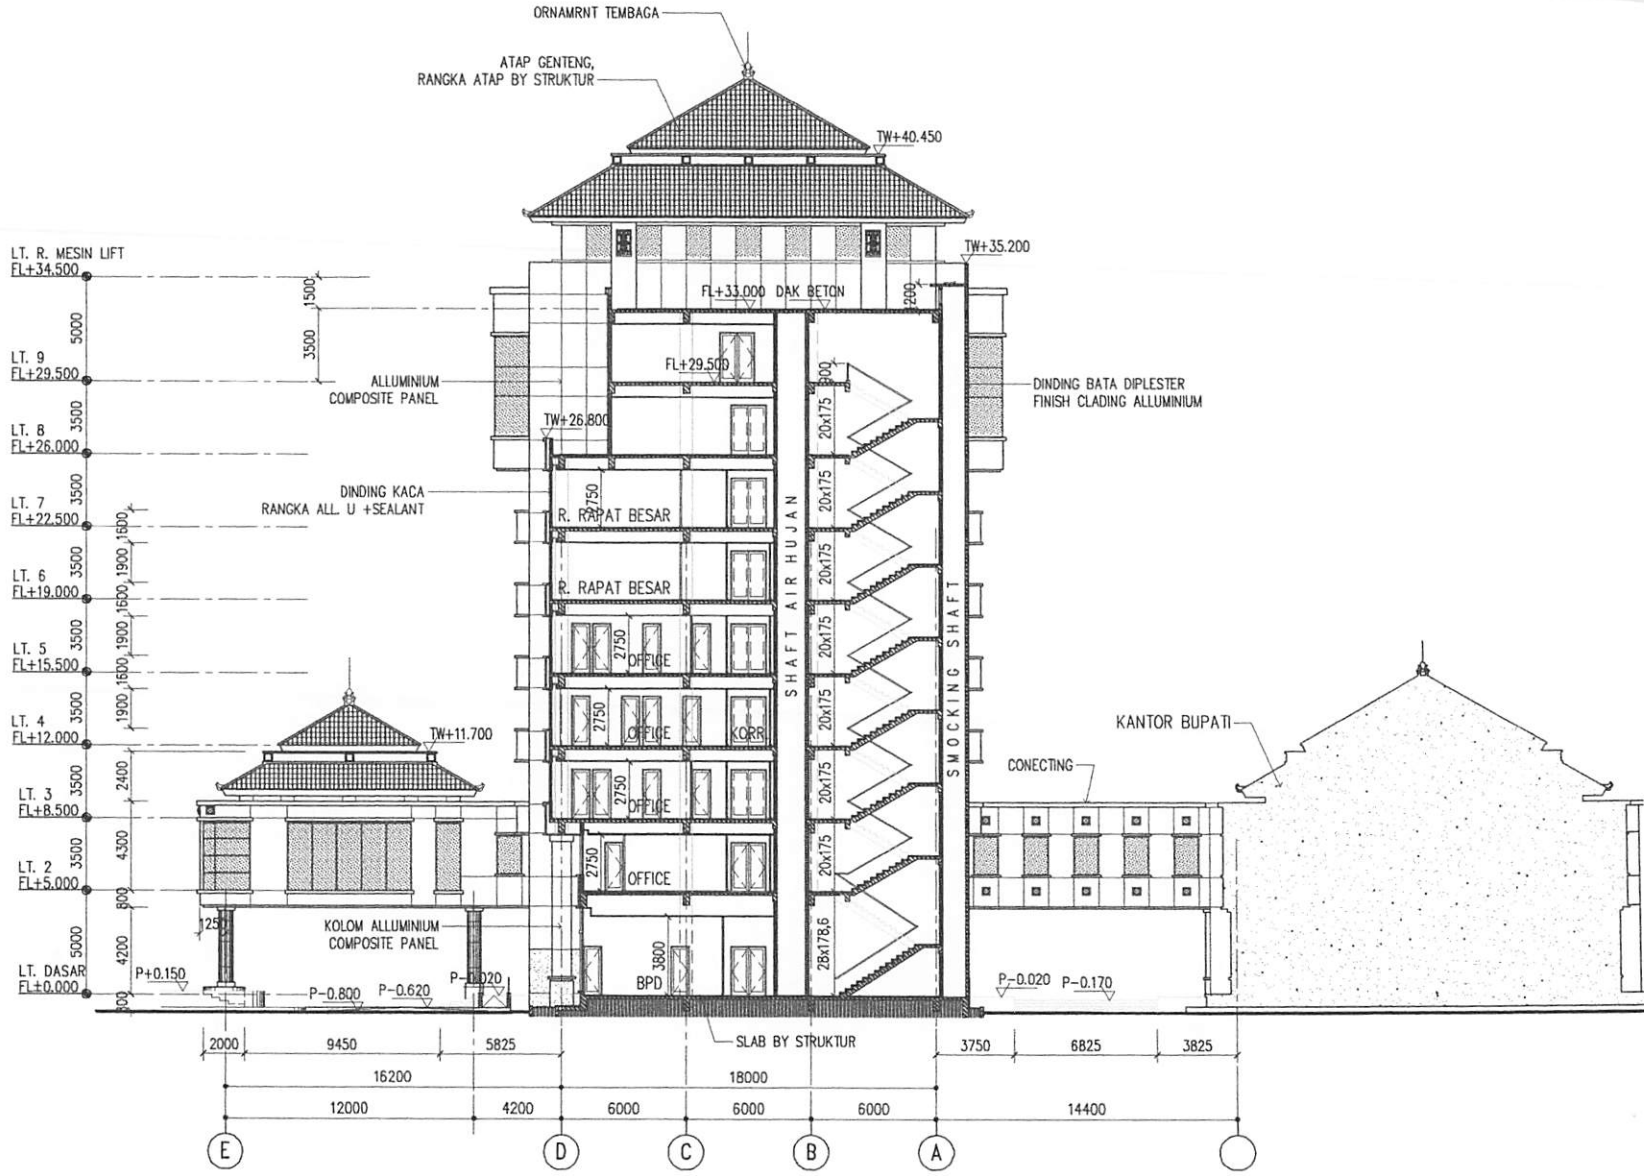 ORNAMRNT TEMBAGA
ATAP GENTENG,
RANGKA ATAP BY STRUKTUR
TW+40.450
LT. R. MESIN LIFT
FL+34.500
TW+35.200
1500
FL+33.000 DAK BETON
1200
5000
3500
LT. 9
FL+29.500
FL+29.500
900
ALLUMINIUM
COMPOSITE PANEL
DINDING BATA DIPLESTER
FINISH CLADING ALLUMINIUM
3500
20x175
TW+26.800
LT. 8
FL+26.000
3500
DINDING KACA
RANGKA ALL. U +SEALANT
2750
20x175
LT. 7
FL+22.500
1600
R. RAPAT BESAR
SHAFT AIR HUJAN
3500
1900
20x175
LT. 6
FL+19.000
1600
R. RAPAT BESAR
SMOCKING SHAFT
3500
1900
2750
20x175
LT. 5
FL+15.500
1600
OFFICE
3500
1900
2750
20x175
LT. 4
FL+12.000
TW+11.700
OFFICE
KORR
KANTOR BUPATI
CONECTING
3500
2400
2750
20x175
LT. 3
FL+8.500
OFFICE
3500
4300
2750
20x175
LT. 2
FL+5.000
OFFICE
800
125
KOLOM ALLUMINIUM
COMPOSITE PANEL
5000
4200
3800
28x178,6
LT. DASAR
FL±0.000
P+0.150
P-0.020
BPD
P-0.020
P-0.170
P-0.800
P-0.620
SLAB BY STRUKTUR
2000
9450
5825
3750
6825
3825
16200
18000
12000
4200
6000
6000
6000
14400
E
D
C
B
A